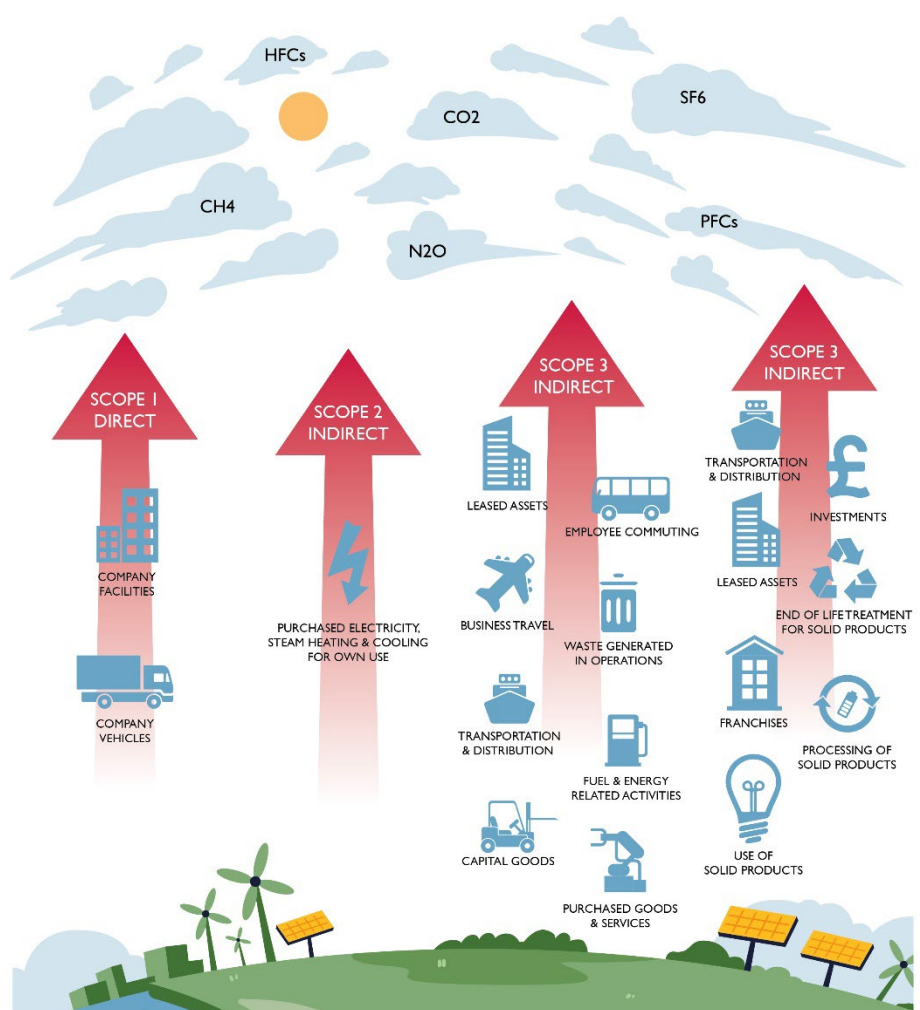 HFCs
CO2
SF6
CH4
N2O
PFCs
SCOPE 1
DIRECT
COMPANY
FACILITIES
COMPANY
VEHICLES
SCOPE 2
INDIRECT
PURCHASED ELECTRICITY,
STEAM HEATING & COOLING
FOR OWN USE
SCOPE 3
INDIRECT
LEASED ASSETS
EMPLOYEE COMMUTING
BUSINESS TRAVEL
WASTE GENERATED
IN OPERATIONS
TRANSPORTATION
& DISTRIBUTION
FUEL & ENERGY
RELATED ACTIVITIES
CAPITAL GOODS
PURCHASED GOODS
& SERVICES
SCOPE 3
INDIRECT
TRANSPORTATION
& DISTRIBUTION
£
INVESTMENTS
LEASED ASSETS
END OF LIFE TREATMENT
FOR SOLID PRODUCTS
FRANCHISES
PROCESSING OF
SOLID PRODUCTS
USE OF
SOLID PRODUCTS